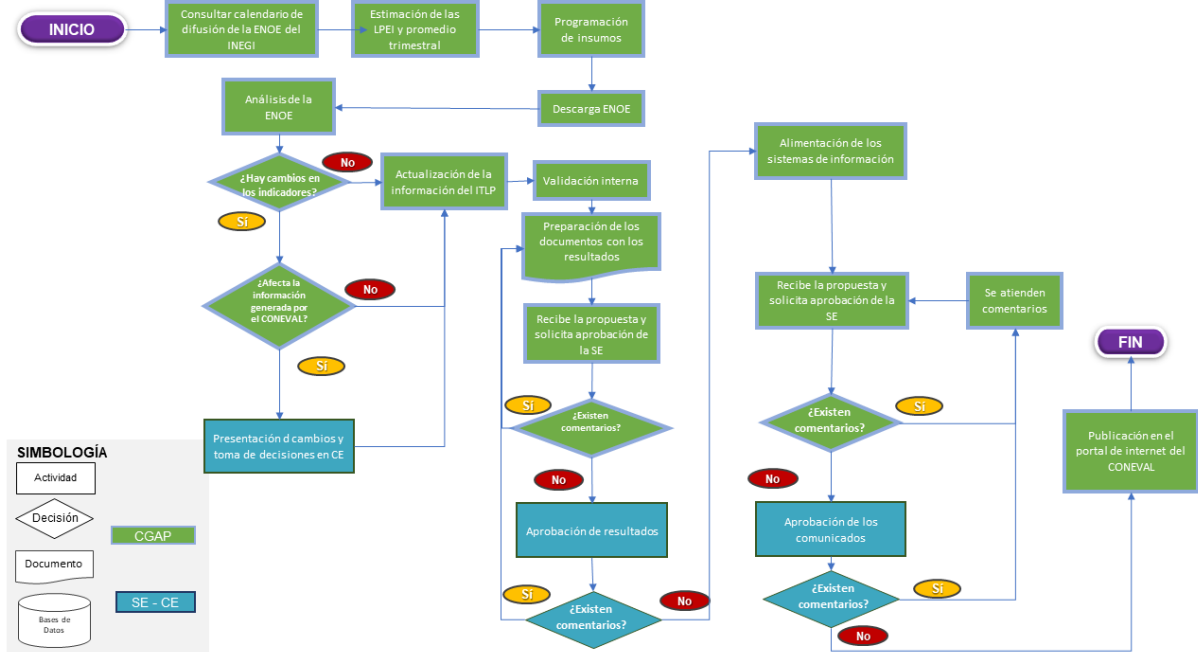 INICIO
Consultar calendario de
difusión de la ENOE del
INEGI
Estimación de las
LPEI y promedio
trimestral
Programación
de insumos
Análisis de la
ENOE
Descarga ENOE
¿Hay cambios en
los indicadores?
No
Sí
Actualización de la
información del ITLP
Validación interna
Preparación de los
documentos con los
resultados
¿Afecta la
información
generada por
el CONEVAL?
No
Sí
Presentación d cambios y
toma de decisiones en CE
Recibe la propuesta y
solicita aprobación de
la SE
¿Existen
comentarios?
Sí
No
Aprobación de resultados
¿Existen
comentarios?
Sí
No
Alimentación de los
sistemas de información
Recibe la propuesta y
solicita aprobación de la
SE
Se atienden
comentarios
¿Existen
comentarios?
Sí
No
Aprobación de los
comunicados
¿Existen
comentarios?
Sí
No
Publicación en el
portal de internet del
CONEVAL
FIN
SIMBOLOGÍA
Actividad
Decisión
Documento
Bases de
Datos
CGAP
SE - CE